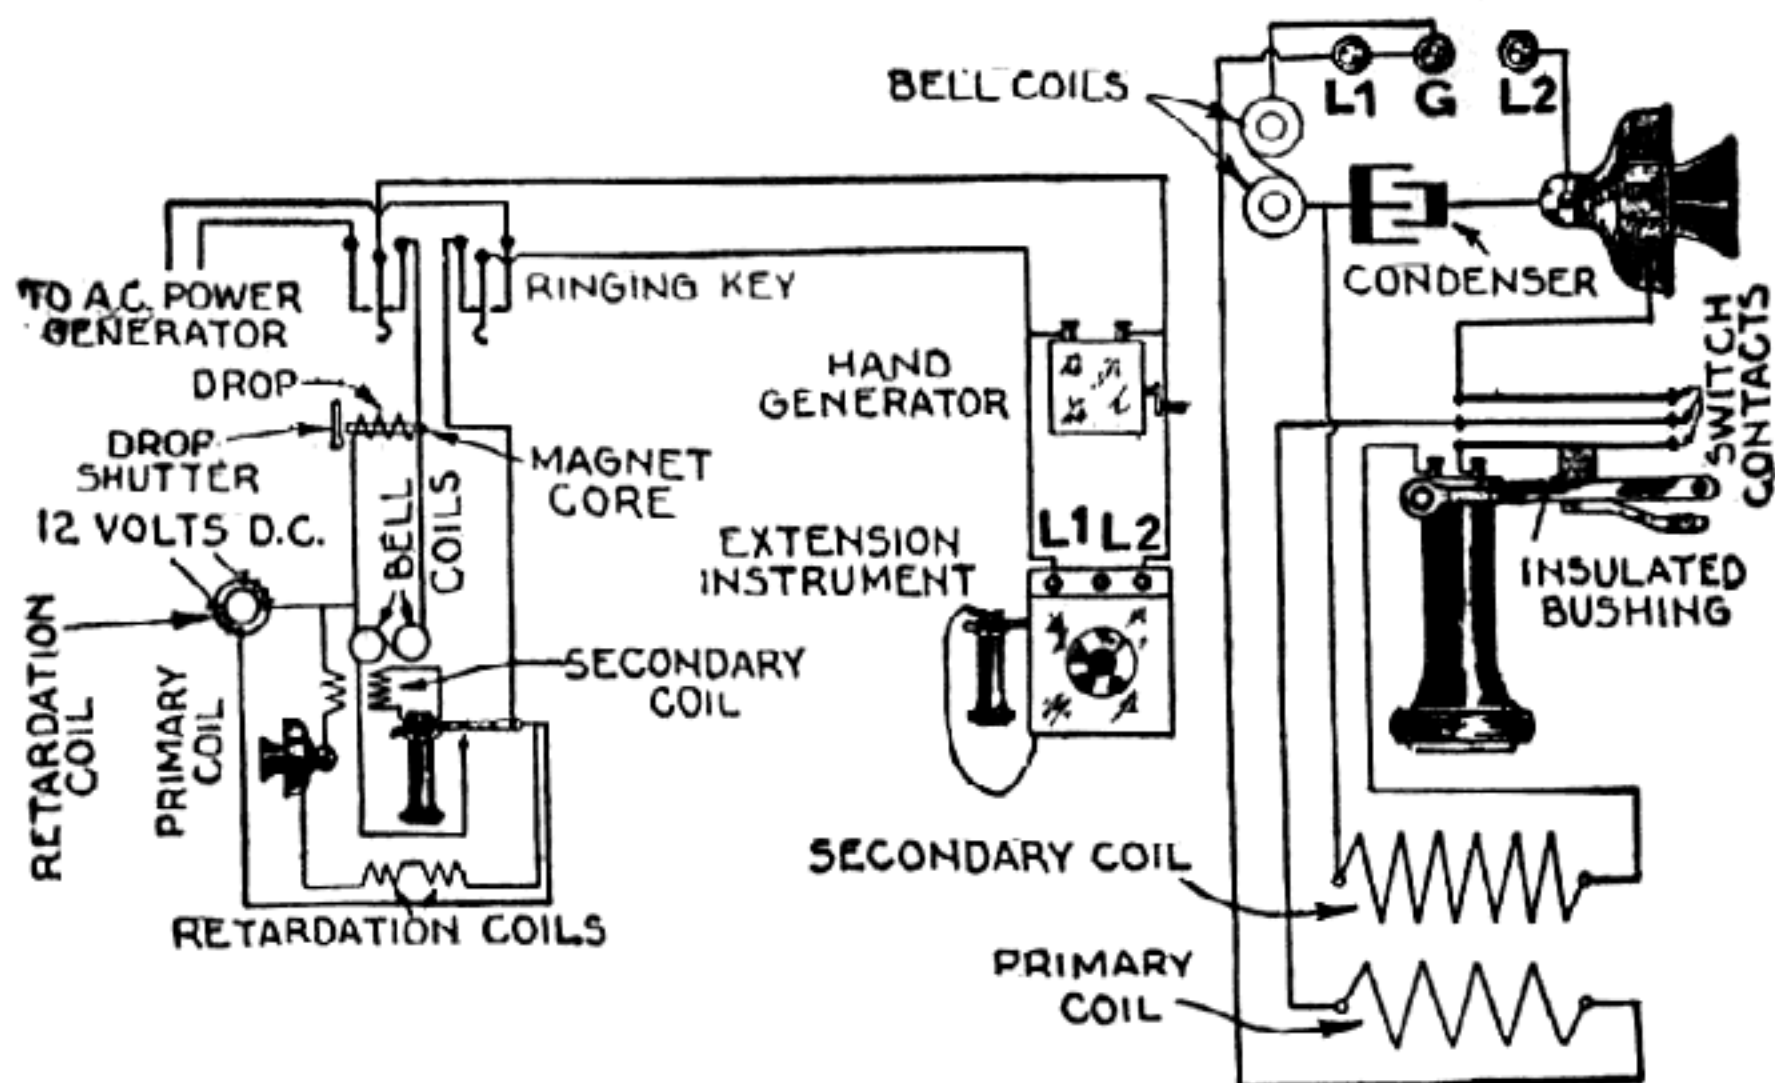 BELL COILS
L1 G L2
CONDENSER
SWITCH
CONTACTS
TO A.C. POWER
GENERATOR
RINGING KEY
DROP
HAND
GENERATOR
DROP
SHUTTER
MAGNET
CORE
BELL
COILS
12 VOLTS D.C.
EXTENSION
INSTRUMENT
L1 L2
INSULATED
BUSHING
RETARDATION
COIL
PRIMARY
COIL
SECONDARY
COIL
RETARDATION COILS
SECONDARY COIL
PRIMARY
COIL